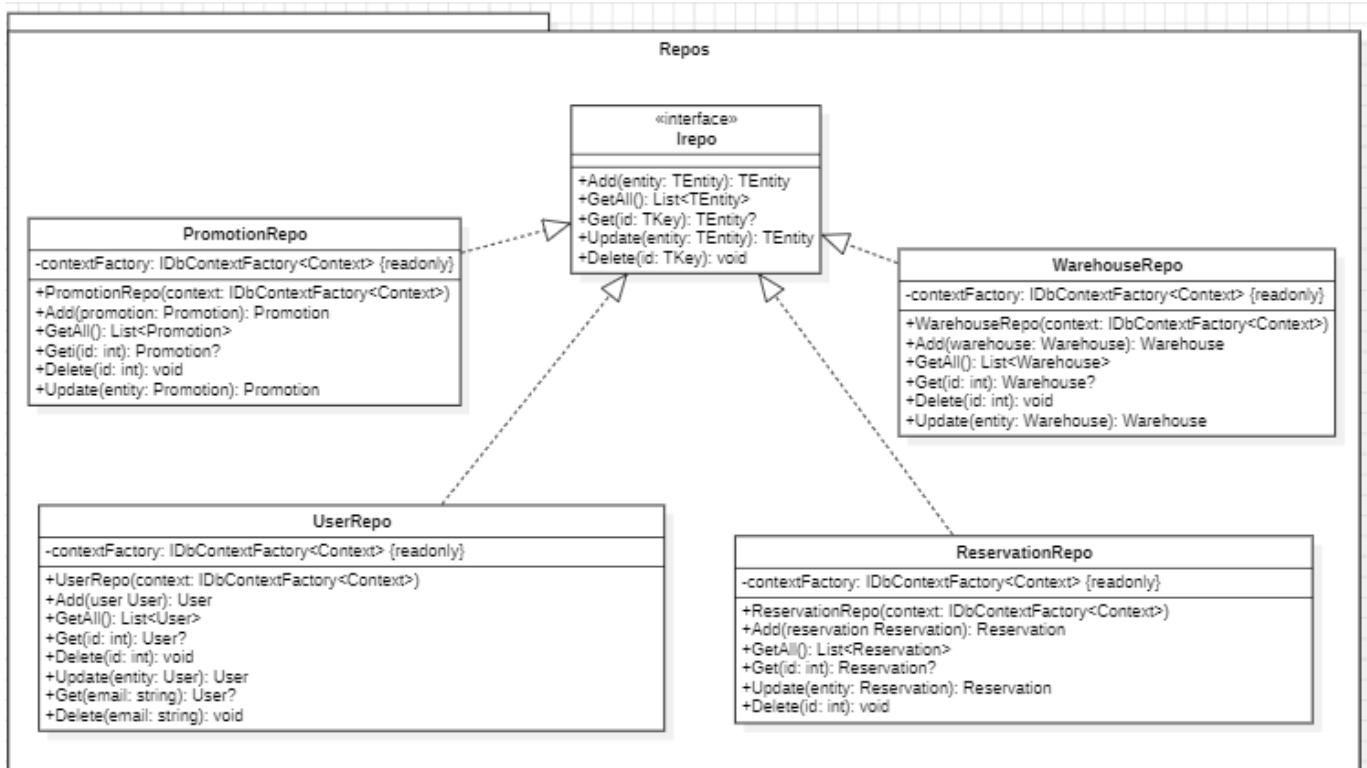 Repos
«interface»
Irepo
+Add(entity: TEntity): TEntity
+GetAll(): List<TEntity>
+Get(id: TKey): TEntity?
+Update(entity: TEntity): TEntity
+Delete(id: TKey): void
PromotionRepo
-contextFactory: IDbContextFactory<Context> {readonly}
+PromotionRepo(context: IDbContextFactory<Context>)
+Add(promotion: Promotion): Promotion
+GetAll(): List<Promotion>
+Geti(id: int): Promotion?
+Delete(id: int): void
+Update(entity: Promotion): Promotion
WarehouseRepo
-contextFactory: IDbContextFactory<Context> {readonly}
+WarehouseRepo(context: IDbContextFactory<Context>)
+Add(warehouse: Warehouse): Warehouse
+GetAll(): List<Warehouse>
+Get(id: int): Warehouse?
+Delete(id: int): void
+Update(entity: Warehouse): Warehouse
UserRepo
-contextFactory: IDbContextFactory<Context> {readonly}
+UserRepo(context: IDbContextFactory<Context>)
+Add(user User): User
+GetAll(): List<User>
+Get(id: int): User?
+Delete(id: int): void
+Update(entity: User): User
+Get(email: string): User?
+Delete(email: string): void
ReservationRepo
-contextFactory: IDbContextFactory<Context> {readonly}
+ReservationRepo(context: IDbContextFactory<Context>)
+Add(reservation Reservation): Reservation
+GetAll(): List<Reservation>
+Get(id: int): Reservation?
+Update(entity: Reservation): Reservation
+Delete(id: int): void